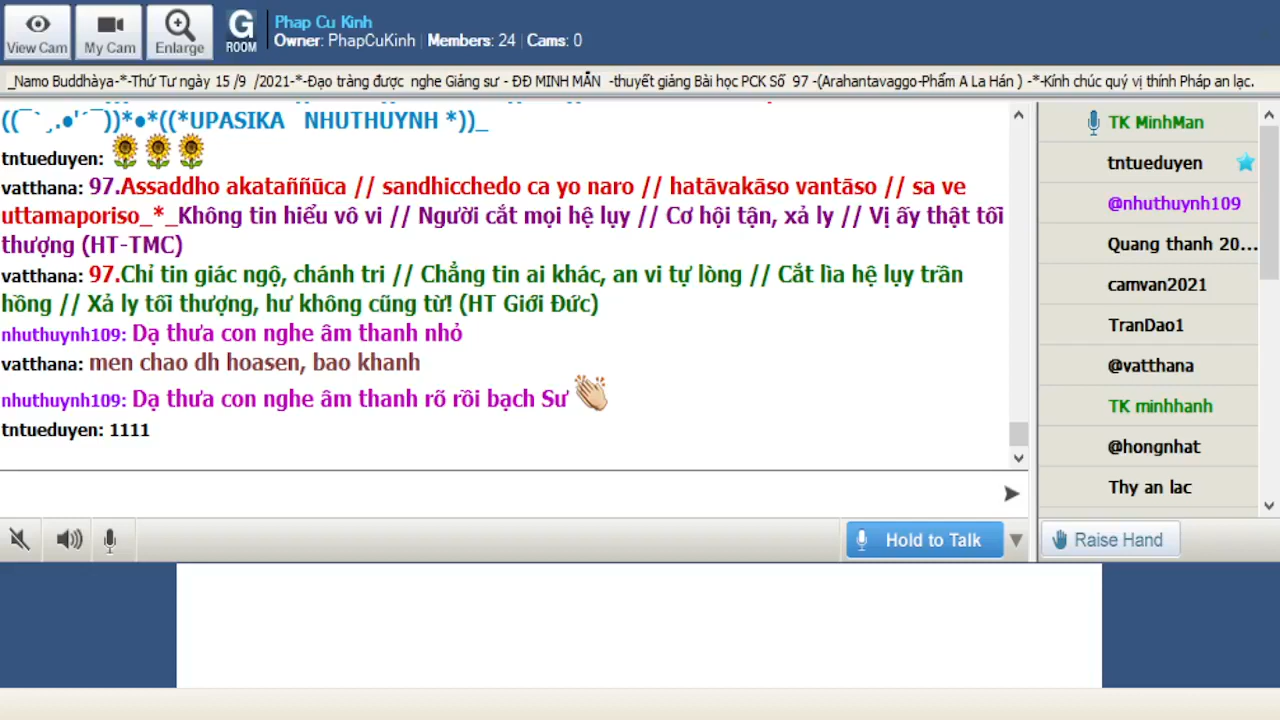 View Cam
My Cam
Enlarge
G
ROOM
Phap Cu Kinh
Owner: PhapCuKinh | Members: 24 | Cams: 0
_Namo Buddhàya-*-Thứ Tư ngày 15 /9 /2021-*-Đạo tràng được nghe Giảng sư - ĐĐ MINH MẪN -thuyết giảng Bài học PCK Số 97 -(Arahantavaggo-Phẩm A La Hán ) -*-Kính chúc quý vị thính Pháp an lạc.
((¯`¸.●'´¯))*●*((*UPASIKA NHUTHUYNH *))_
tntueduyen:
vatthana: 97.Assaddho akataññūca // sandhicchedo ca yo naro // hatāvakāso vantāso // sa ve
uttamaporiso_*_Không tin hiểu vô vi // Người cắt mọi hệ lụy // Cơ hội tận, xả ly // Vị ấy thật tối
thượng (HT-TMC)
vatthana: 97.Chỉ tin giác ngộ, chánh tri // Chẳng tin ai khác, an vi tự lòng // Cắt lìa hệ lụy trần
hồng // Xả ly tối thượng, hư không cũng từ! (HT Giới Đức)
nhuthuynh109: Dạ thưa con nghe âm thanh nhỏ
vatthana: men chao dh hoasen, bao khanh
nhuthuynh109: Dạ thưa con nghe âm thanh rõ rồi bạch Sư
tntueduyen: 1111
TK MinhMan
tntueduyen
@nhuthuynh109
Quang thanh 20...
camvan2021
TranDao1
@vatthana
TK minhhanh
@hongnhat
Thy an lac
Hold to Talk
Raise Hand